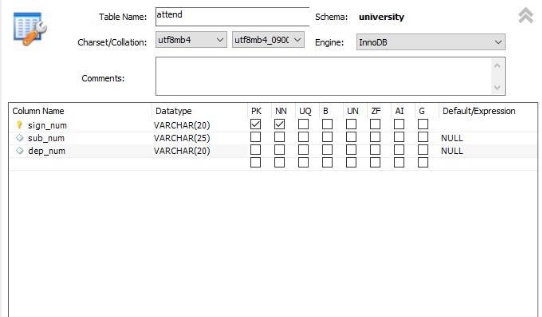 Table Name: attend Schema: university
Charset/Collation: utf8mb4 utf8mb4_090( Engine: InnoDB
Comments:
Column Name Datatype PK NN UQ B UN ZF AI G Default/Expression
sign_num VARCHAR(20)
sub_num VARCHAR(25) NULL
dep_num VARCHAR(20) NULL